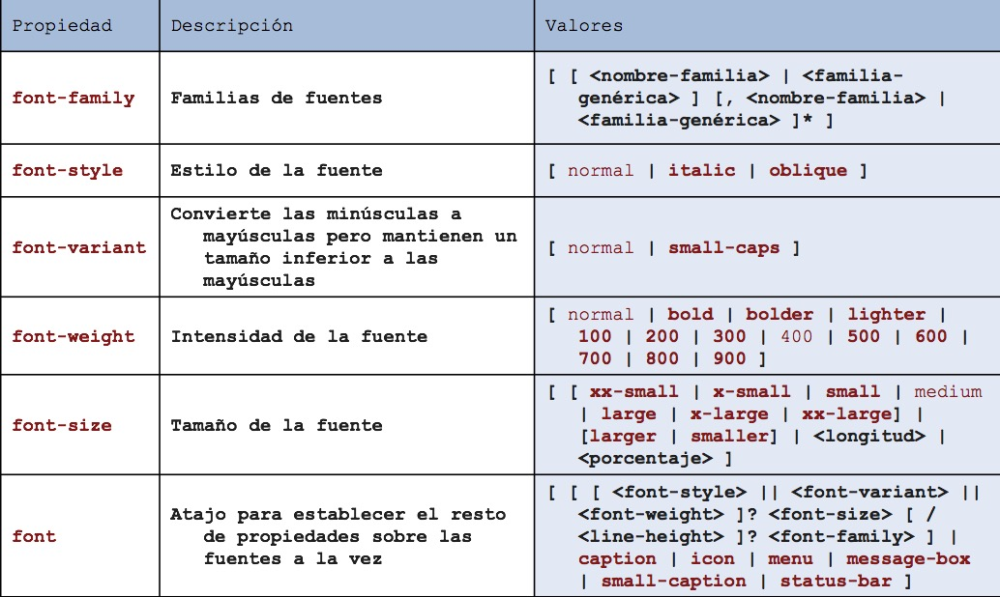 Propiedad
Descripción
Valores
font-family
Familias de fuentes
[ [ <nombre-familia> | <familia-
genérica> ] [, <nombre-familia> |
<familia-genérica> ]* ]
font-style
Estilo de la fuente
[ normal | italic | oblique ]
font-variant
Convierte las minúsculas a
mayúsculas pero mantienen un
tamaño inferior a las
mayúsculas
[ normal | small-caps ]
font-weight
Intensidad de la fuente
[ normal | bold | bolder | lighter |
100 | 200 | 300 | 400 | 500 | 600 |
700 | 800 | 900 ]
font-size
Tamaño de la fuente
[ [ xx-small | x-small | small | medium
| large | x-large | xx-large] |
[larger | smaller] | <longitud> |
<porcentaje> ]
font
Atajo para establecer el resto
de propiedades sobre las
fuentes a la vez
[ [ [ <font-style> || <font-variant> ||
<font-weight> ]? <font-size> [ /
<line-height> ]? <font-family> ] |
caption | icon | menu | message-box
| small-caption | status-bar ]